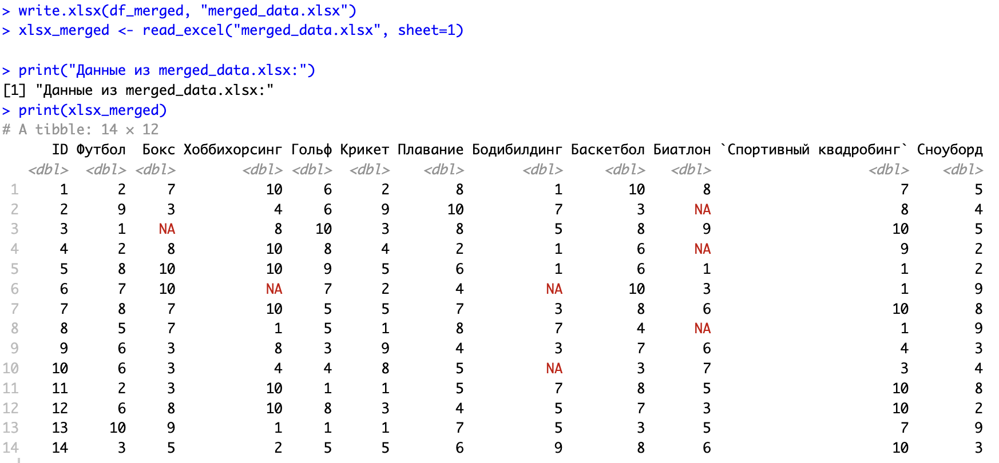 > write.xlsx(df_merged, "merged_data.xlsx")
> xlsx_merged <- read_excel("merged_data.xlsx", sheet=1)
> print("Данные из merged_data.xlsx:")
[1] "Данные из merged_data.xlsx:"
> print(xlsx_merged)
# A tibble: 14 × 12
ID Футбол Бокс Хоббихорсинг Гольф Крикет Плавание Бодибилдинг Баскетбол Биатлон `Спортивный квадробинг` Сноуборд
<dbl> <dbl> <dbl> <dbl> <dbl> <dbl> <dbl> <dbl> <dbl> <dbl> <dbl> <dbl>
1 1 2 7 10 6 2 8 1 10 8 7 5
2 2 9 3 4 6 9 10 7 3 NA 8 4
3 3 1 NA 8 10 3 8 5 8 9 10 5
4 4 2 8 10 8 4 2 1 6 NA 9 2
5 5 8 10 10 9 5 6 1 6 1 1 2
6 6 7 10 NA 7 2 4 NA 10 3 1 9
7 7 8 7 10 5 5 7 3 8 6 10 8
8 8 5 7 1 5 1 8 7 4 NA 1 9
9 9 6 3 8 3 9 4 3 7 6 4 3
10 10 6 3 4 4 8 5 NA 3 7 3 4
11 11 2 3 10 1 1 5 7 8 5 10 8
12 12 6 8 10 8 3 4 5 7 3 10 2
13 13 10 9 1 1 1 7 5 3 5 7 9
14 14 3 5 2 5 5 6 9 8 6 10 3